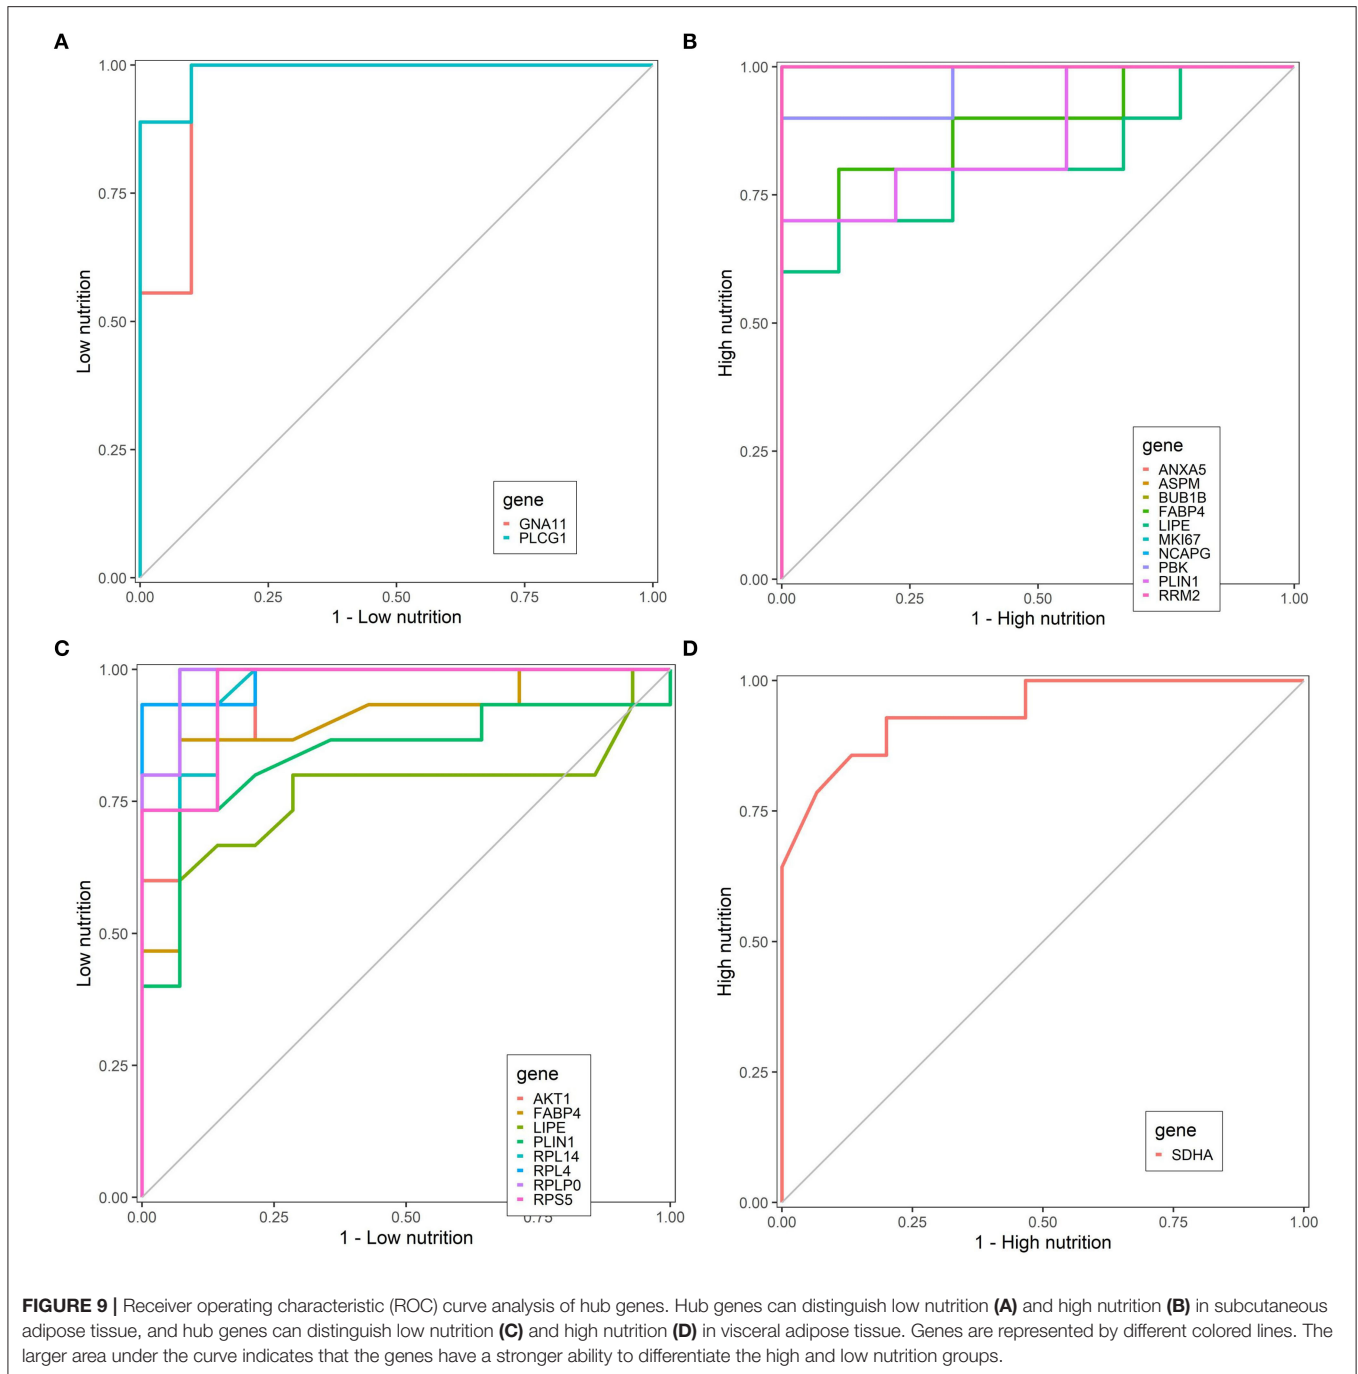 A
1.00
0.75
0.50
0.25
0.00
Low nutrition
gene
GNA11
PLCG1
0.00 0.25 0.50 0.75 1.00
1 - Low nutrition
B
1.00
0.75
0.50
0.25
0.00
High nutrition
gene
ANXA5
ASPM
BUB1B
FABP4
LIPE
MKI67
NCAPG
PBK
PLIN1
RRM2
0.00 0.25 0.50 1.00
1 - High nutrition
C
1.00
0.75
0.50
0.25
0.00
Low nutrition
gene
AKT1
FABP4
LIPE
PLIN1
RPL14
RPL4
RPLP0
RPS5
0.00 0.25 0.50 0.75 1.00
1 - Low nutrition
D
1.00
0.75
0.50
0.25
0.00
High nutrition
gene
SDHA
0.00 0.25 0.50 0.75 1.00
1 - High nutrition
FIGURE 9 | Receiver operating characteristic (ROC) curve analysis of hub genes. Hub genes can distinguish low nutrition (A) and high nutrition (B) in subcutaneous
adipose tissue, and hub genes can distinguish low nutrition (C) and high nutrition (D) in visceral adipose tissue. Genes are represented by different colored lines. The
larger area under the curve indicates that the genes have a stronger ability to differentiate the high and low nutrition groups.